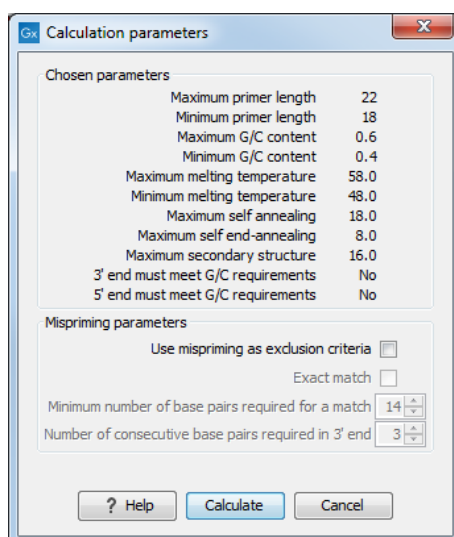 Gx Calculation parameters X
Chosen parameters
Maximum primer length 22
Minimum primer length 18
Maximum G/C content 0.6
Minimum G/C content 0.4
Maximum melting temperature 58.0
Minimum melting temperature 48.0
Maximum self annealing 18.0
Maximum self end-annealing 8.0
Maximum secondary structure 16.0
3' end must meet G/C requirements No
5' end must meet G/C requirements No
Mispriming parameters
Use mispriming as exclusion criteria
Exact match
Minimum number of base pairs required for a match 14
Number of consecutive base pairs required in 3' end 3
? Help Calculate Cancel